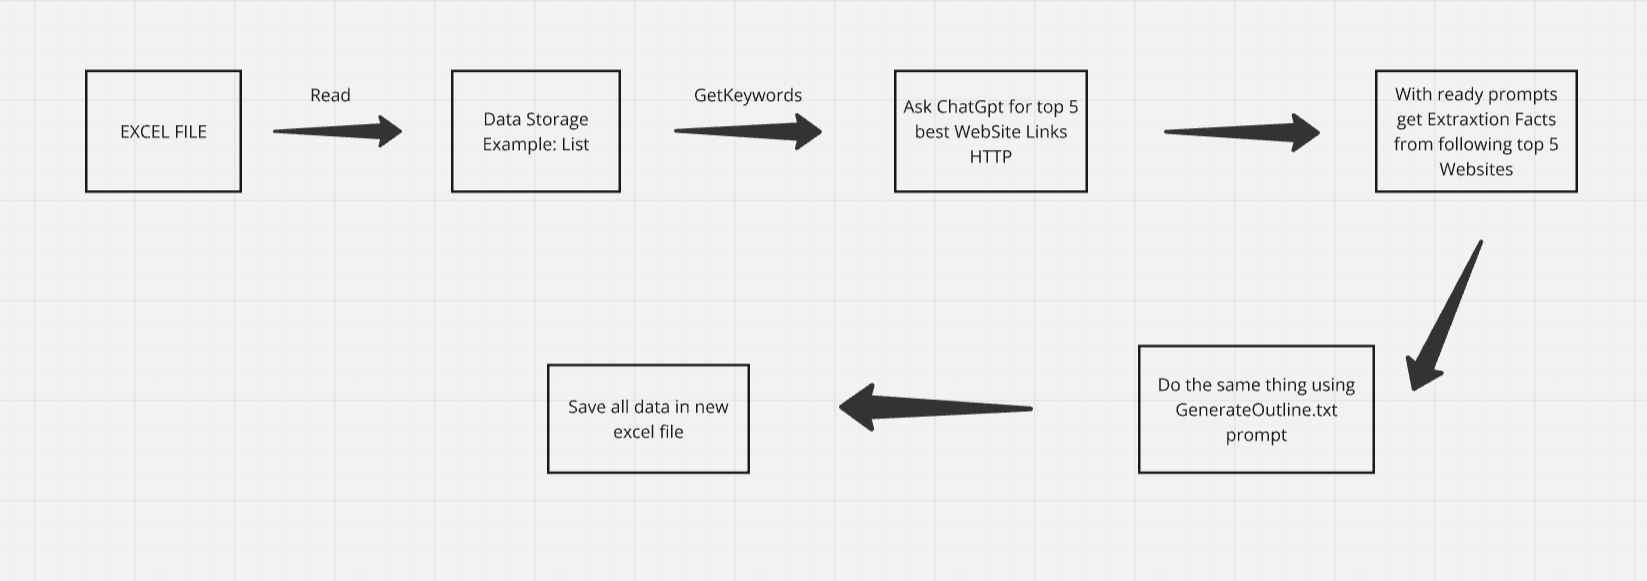 EXCEL FILE
Read
Data Storage
Example: List
GetKeywords
Ask ChatGpt for top 5
best WebSite Links
HTTP
With ready prompts
get Extraxtion Facts
from following top 5
Websites
Do the same thing using
GenerateOutline.txt
prompt
Save all data in new
excel file